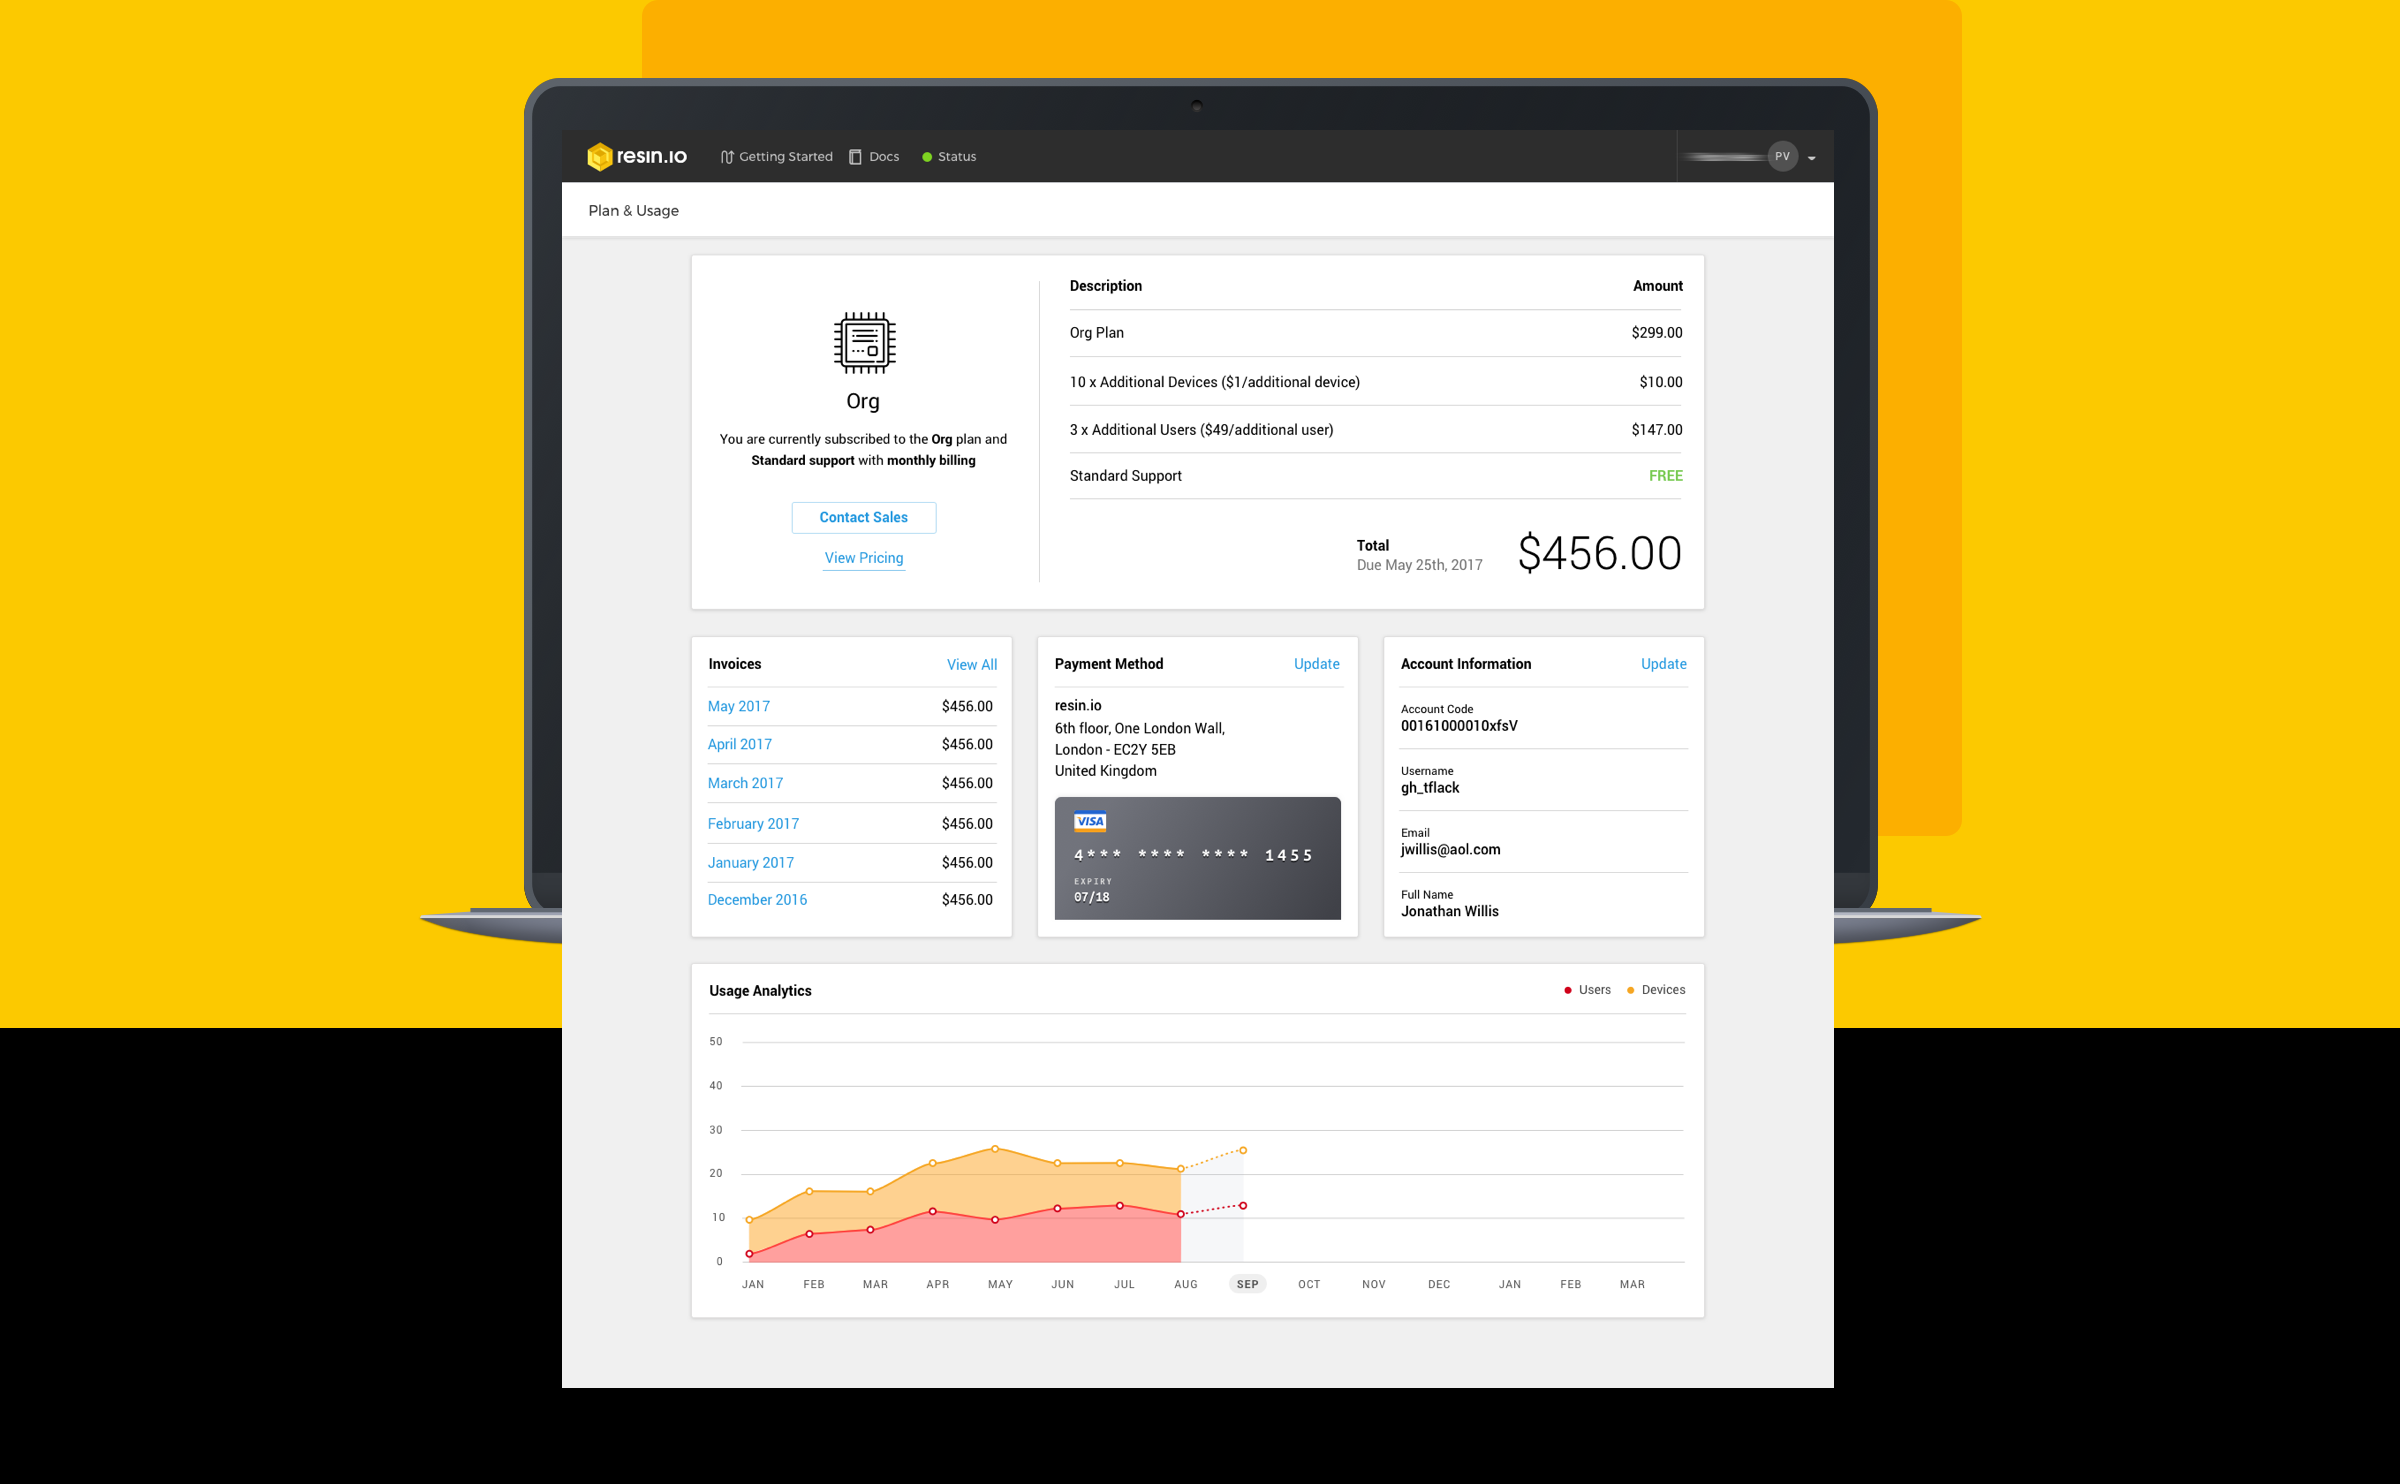 resin.io
Getting Started
Docs
Status
PV
Plan & Usage
Org
You are currently subscribed to the Org plan and
Standard support with monthly billing
Contact Sales
View Pricing
Description Amount
Org Plan $299.00
10 x Additional Devices ($1/additional device) $10.00
3 x Additional Users ($49/additional user) $147.00
Standard Support FREE
Total
Due May 25th, 2017
$456.00
Invoices View All
May 2017 $456.00
April 2017 $456.00
March 2017 $456.00
February 2017 $456.00
January 2017 $456.00
December 2016 $456.00
Payment Method Update
resin.io
6th floor, One London Wall,
London - EC2Y 5EB
United Kingdom
VISA
4*** **** **** 1455
EXPIRY
07/18
Account Information Update
Account Code
00161000010xfsV
Username
gh_tflack
Email
jwillis@aol.com
Full Name
Jonathan Willis
Usage Analytics
Users
Devices
50
40
30
20
10
0
JAN FEB MAR APR MAY JUN JUL AUG SEP OCT NOV DEC JAN FEB MAR